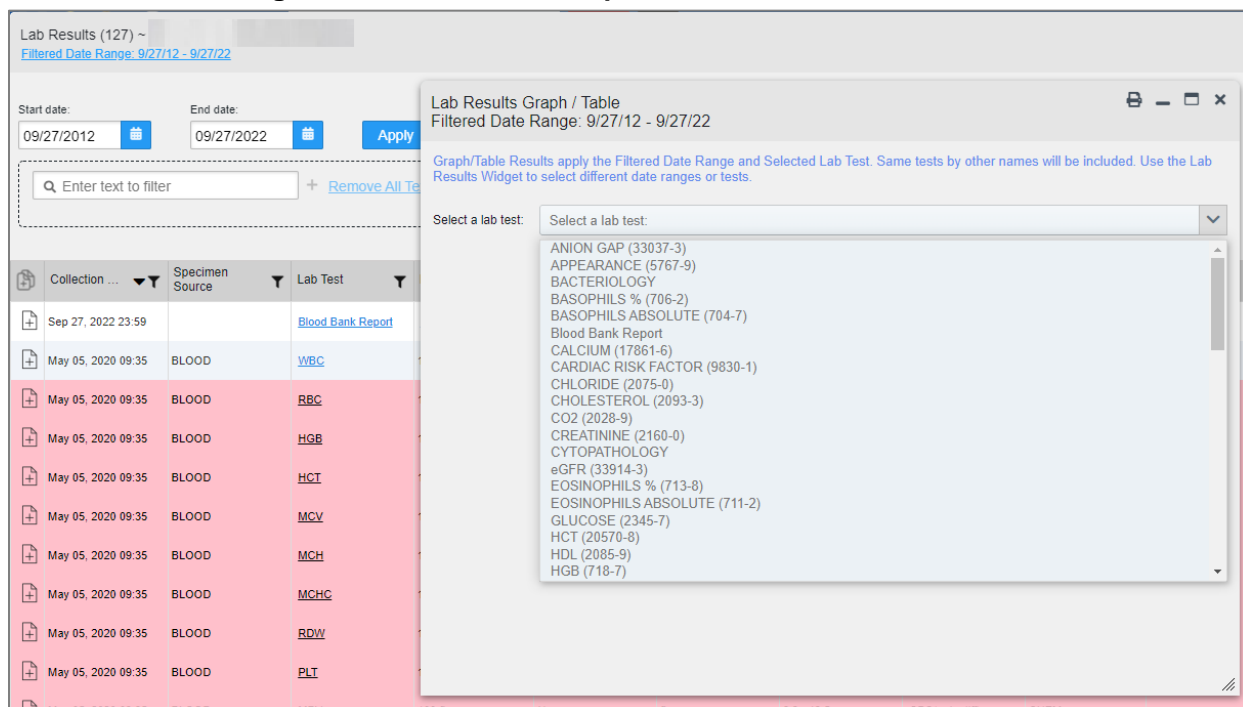 Lab Results (127) ~
Filtered Date Range: 9/27/12 - 9/27/22
Start date:
End date:
09/27/2012
09/27/2022
Apply
Enter text to filter
+ Remove All
Collection ...
Specimen Source
Lab Test
Sep 27, 2022 23:59 Blood Bank Report
May 05, 2020 09:35 BLOOD WBC
May 05, 2020 09:35 BLOOD RBC
May 05, 2020 09:35 BLOOD HGB
May 05, 2020 09:35 BLOOD HCT
May 05, 2020 09:35 BLOOD MCV
May 05, 2020 09:35 BLOOD MCH
May 05, 2020 09:35 BLOOD MCHC
May 05, 2020 09:35 BLOOD RDW
May 05, 2020 09:35 BLOOD PLT
Lab Results Graph / Table
Filtered Date Range: 9/27/12 - 9/27/22
Graph/Table Results apply the Filtered Date Range and Selected Lab Test. Same tests by other names will be included. Use the Lab
Results Widget to select different date ranges or tests.
Select a lab test: Select a lab test:
ANION GAP (33037-3)
APPEARANCE (5767-9)
BACTERIOLOGY
BASOPHILS % (706-2)
BASOPHILS ABSOLUTE (704-7)
Blood Bank Report
CALCIUM (17861-6)
CARDIAC RISK FACTOR (9830-1)
CHLORIDE (2075-0)
CHOLESTEROL (2093-3)
CO2 (2028-9)
CREATININE (2160-0)
CYTOPATHOLOGY
eGFR (33914-3)
EOSINOPHILS % (713-8)
EOSINOPHILS ABSOLUTE (711-2)
GLUCOSE (2345-7)
HCT (20570-8)
HDL (2085-9)
HGB (718-7)